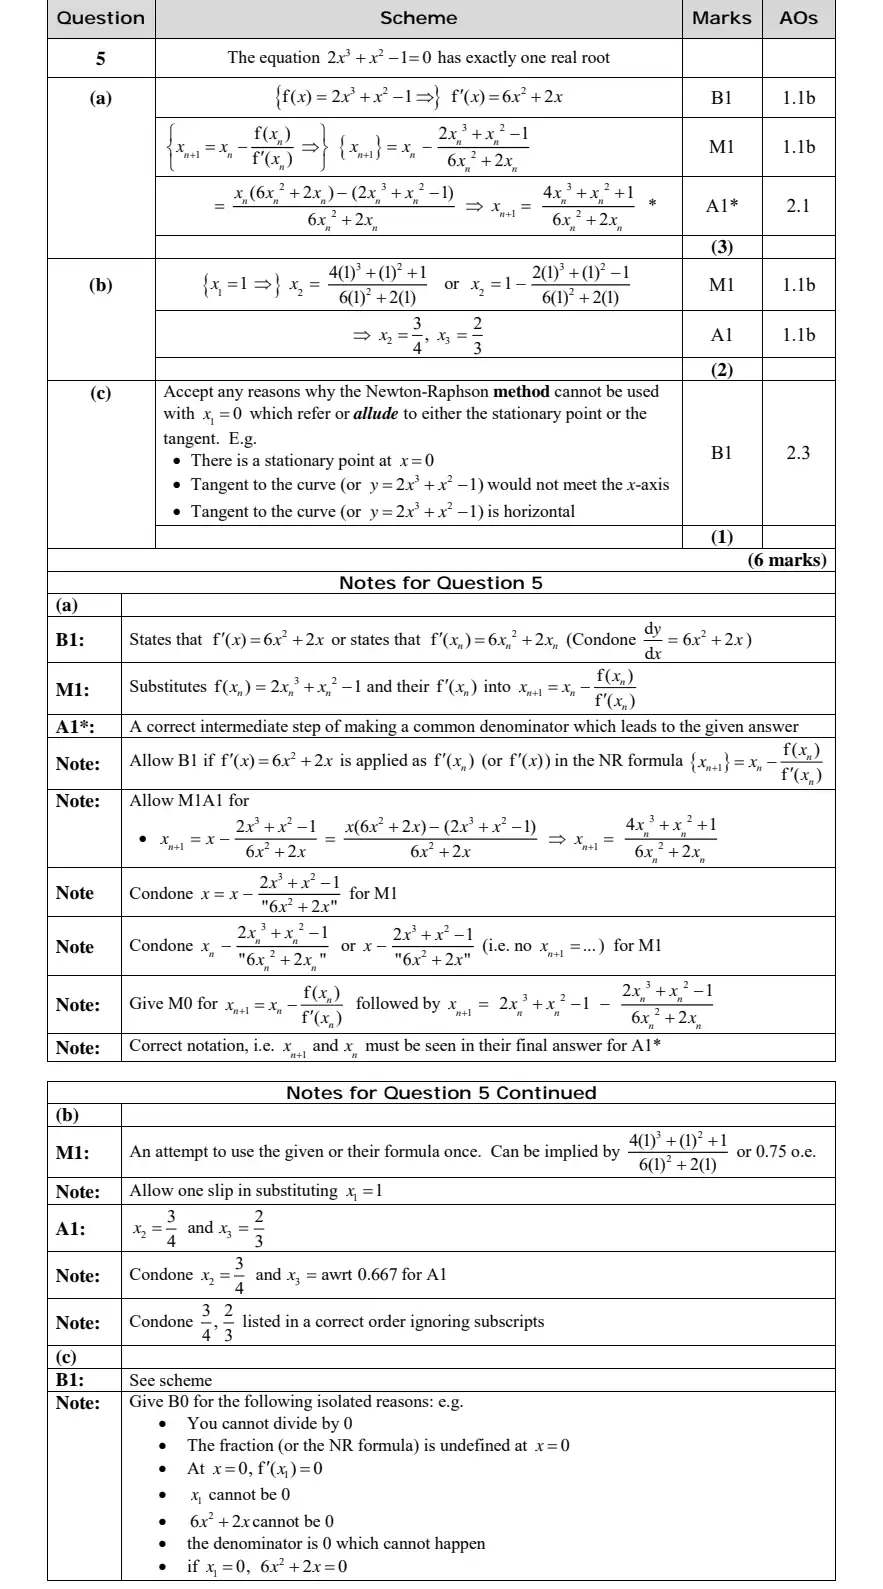 Question Scheme Marks AOs
5 The equation 2x³ + x² − 1 = 0 has exactly one real root
(a) {f(x) = 2x³ + x² − 1 ⇒} f′(x) = 6x² + 2x B1 1.1b
{xₙ₊₁ = xₙ − f(xₙ)/f′(xₙ) ⇒} {xₙ₊₁} = xₙ − (2xₙ³ + xₙ² − 1)/(6xₙ² + 2xₙ) M1 1.1b
= (xₙ(6xₙ² + 2xₙ) − (2xₙ³ + xₙ² − 1))/(6xₙ² + 2xₙ) ⇒ xₙ₊₁ = (4xₙ³ + xₙ² + 1)/(6xₙ² + 2xₙ) * A1* 2.1
(3)
(b) {x₁ = 1 ⇒} x₂ = (4(1)³ + (1)² + 1)/(6(1)² + 2(1)) or x₂ = 1 − (2(1)³ + (1)² − 1)/(6(1)² + 2(1)) M1 1.1b
⇒ x₂ = 3/4, x₃ = 2/3 A1 1.1b
(2)
(c) Accept any reasons why the Newton-Raphson method cannot be used
with x₁ = 0 which refer or allude to either the stationary point or the
tangent. E.g.
• There is a stationary point at x = 0
• Tangent to the curve (or y = 2x³ + x² − 1) would not meet the x-axis
• Tangent to the curve (or y = 2x³ + x² − 1) is horizontal
B1 2.3
(1)
(6 marks)
Notes for Question 5
(a)
B1: States that f′(x) = 6x² + 2x or states that f′(xₙ) = 6xₙ² + 2xₙ (Condone dy/dx = 6x² + 2x)
M1: Substitutes f(xₙ) = 2xₙ³ + xₙ² − 1 and their f′(xₙ) into xₙ₊₁ = xₙ − f(xₙ)/f′(xₙ)
A1*: A correct intermediate step of making a common denominator which leads to the given answer
Note: Allow B1 if f′(x) = 6x² + 2x is applied as f′(xₙ) (or f′(x)) in the NR formula {xₙ₊₁} = xₙ − f(xₙ)/f′(xₙ)
Note: Allow M1A1 for
• xₙ₊₁ = x − (2x³ + x² − 1)/(6x² + 2x) = (x(6x² + 2x) − (2x³ + x² − 1))/(6x² + 2x) ⇒ xₙ₊₁ = (4xₙ³ + xₙ² + 1)/(6xₙ² + 2xₙ)
Note Condone x = x − (2x³ + x² − 1)/("6x² + 2x") for M1
Note Condone xₙ − (2xₙ³ + xₙ² − 1)/("6xₙ² + 2xₙ") or x − (2x³ + x² − 1)/("6x² + 2x") (i.e. no xₙ₊₁ = ...) for M1
Note: Give M0 for xₙ₊₁ = xₙ − f(xₙ)/f′(xₙ) followed by xₙ₊₁ = 2xₙ³ + xₙ² − 1 − (2xₙ³ + xₙ² − 1)/(6xₙ² + 2xₙ)
Note: Correct notation, i.e. xₙ₊₁ and xₙ must be seen in their final answer for A1*
Notes for Question 5 Continued
(b)
M1: An attempt to use the given or their formula once. Can be implied by (4(1)³ + (1)² + 1)/(6(1)² + 2(1)) or 0.75 o.e.
Note: Allow one slip in substituting x₁ = 1
A1: x₂ = 3/4 and x₃ = 2/3
Note: Condone x₂ = 3/4 and x₃ = awrt 0.667 for A1
Note: Condone 3/4, 2/3 listed in a correct order ignoring subscripts
(c)
B1: See scheme
Note: Give B0 for the following isolated reasons: e.g.
• You cannot divide by 0
• The fraction (or the NR formula) is undefined at x = 0
• At x = 0, f′(x₁) = 0
• x₁ cannot be 0
• 6x² + 2x cannot be 0
• the denominator is 0 which cannot happen
• if x₁ = 0, 6x² + 2x = 0